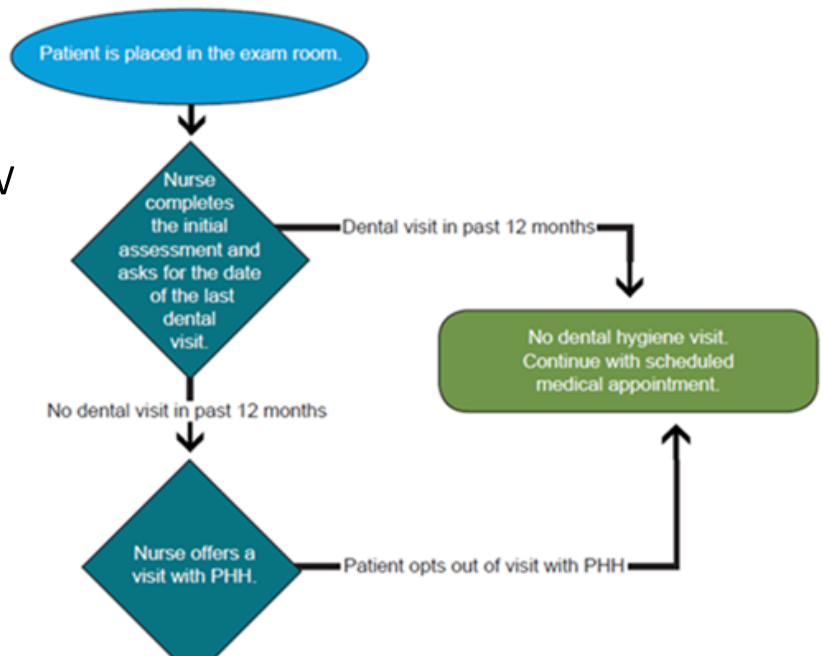 Patient is placed in the exam room.
Nurse
completes
the initial
assessment and
asks for the date
of the last
dental
visit.
Dental visit in past 12 months
No dental hygiene visit.
Continue with scheduled
medical appointment.
No dental visit in past 12 months
Nurse offers a
visit with PHH.
Patient opts out of visit with PHH